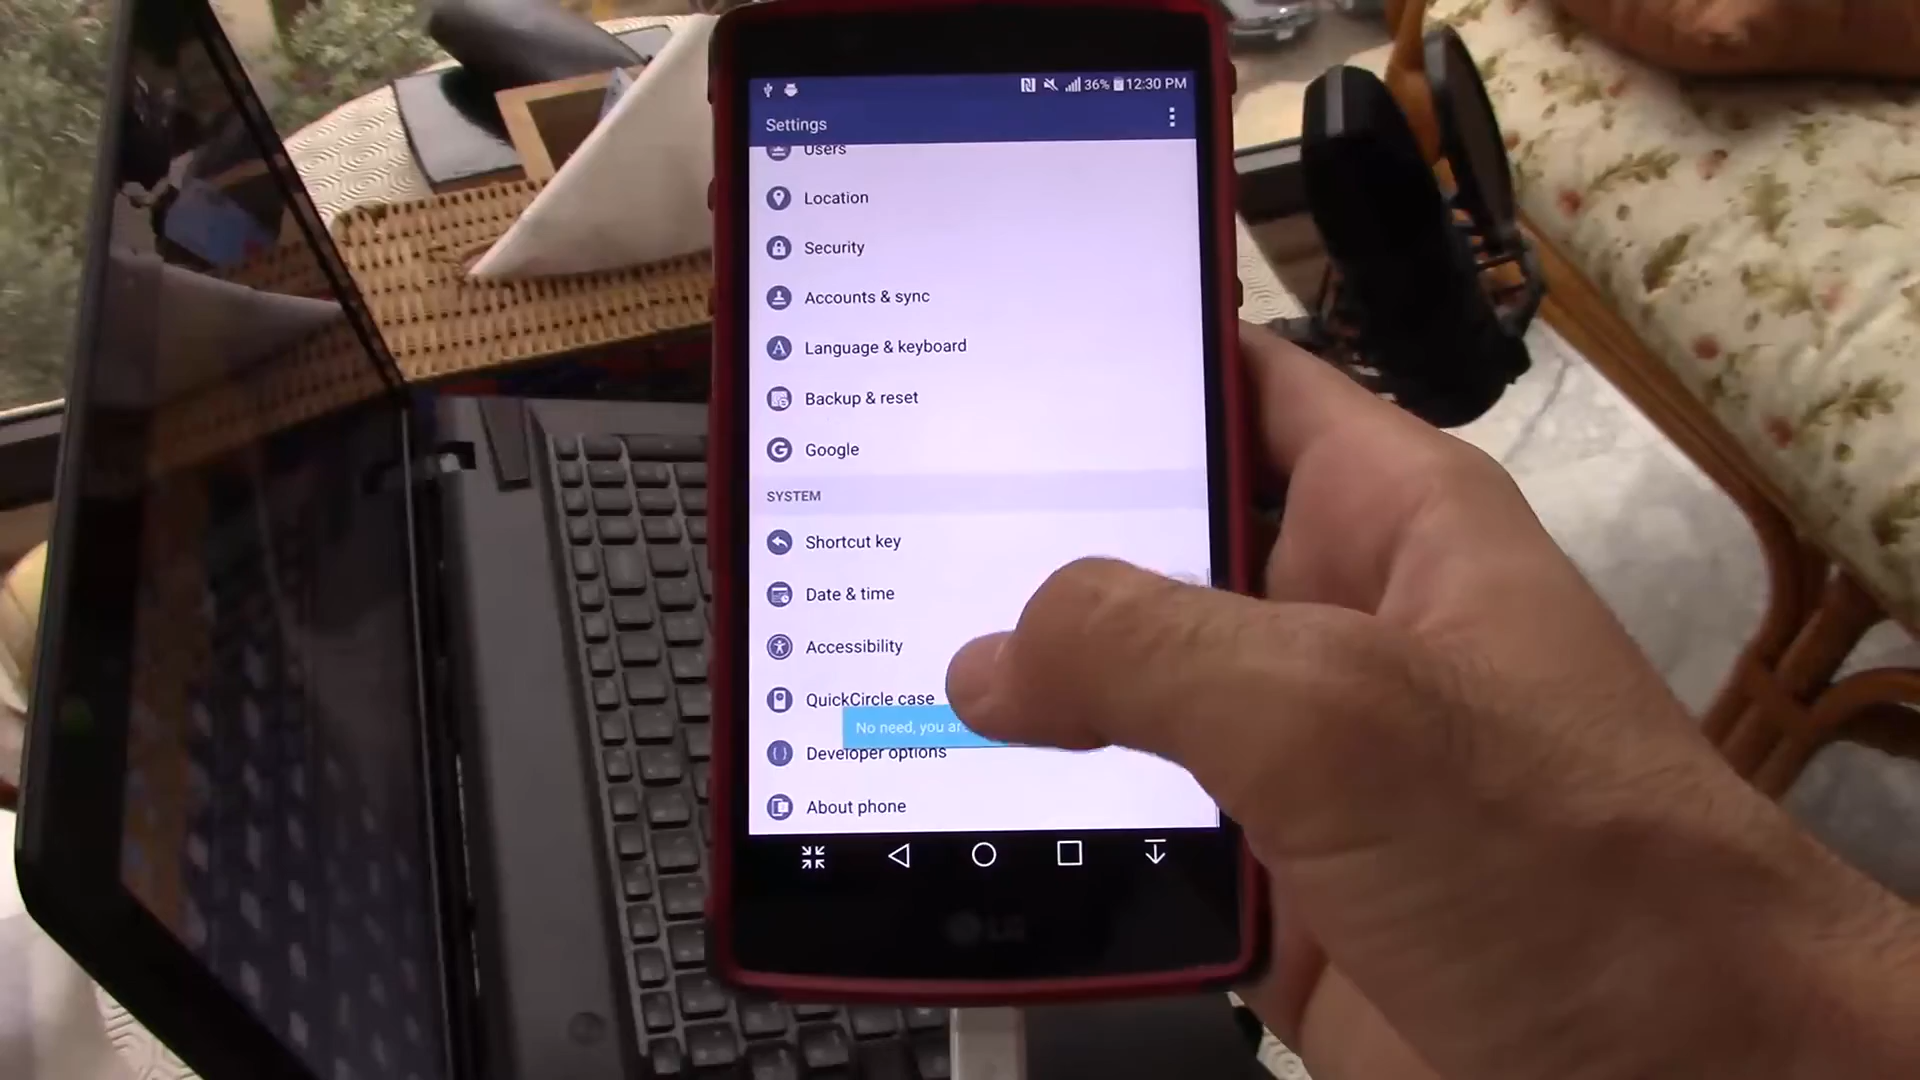 36% 12:30 PM
Settings
Users
Location
Security
Accounts & sync
Language & keyboard
Backup & reset
Google
SYSTEM
Shortcut key
Date & time
Accessibility
QuickCircle case
No need, you are
Developer options
About phone
LG